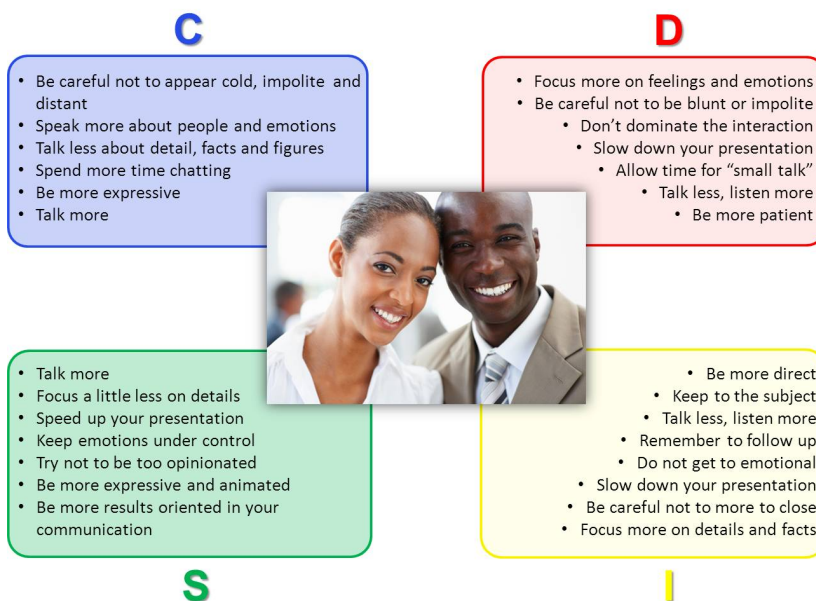 C
• Be careful not to appear cold, impolite and
distant
• Speak more about people and emotions
• Talk less about detail, facts and figures
• Spend more time chatting
• Be more expressive
• Talk more
D
• Focus more on feelings and emotions
• Be careful not to be blunt or impolite
• Don't dominate the interaction
• Slow down your presentation
• Allow time for “small talk”
• Talk less, listen more
• Be more patient
• Talk more
• Focus a little less on details
• Speed up your presentation
• Keep emotions under control
• Try not to be too opinionated
• Be more expressive and animated
• Be more results oriented in your
communication
S
• Be more direct
• Keep to the subject
• Talk less, listen more
• Remember to follow up
• Do not get to emotional
• Slow down your presentation
• Be careful not to more to close
• Focus more on details and facts
I